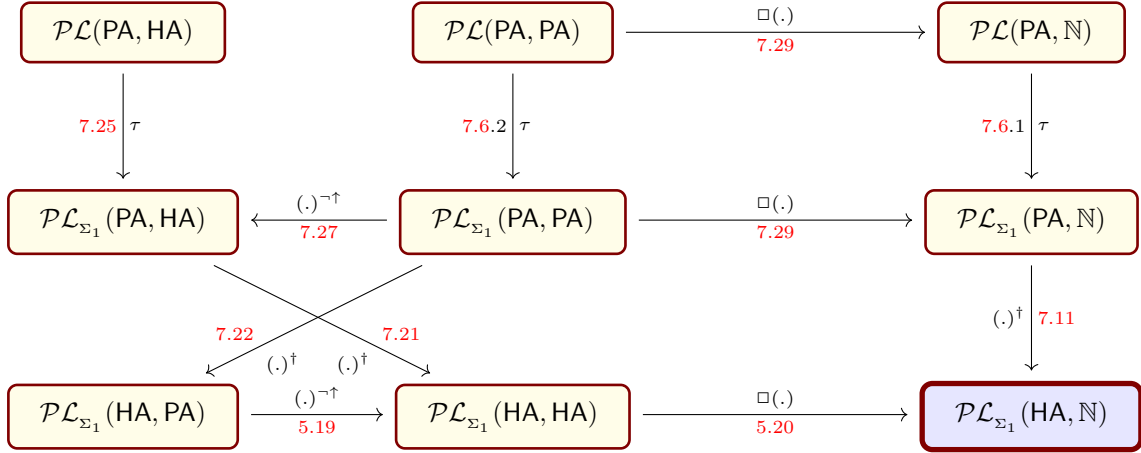 𝒫ℒ(PA, HA) 𝒫ℒ(PA, PA) □(.) 𝒫ℒ(PA, ℕ)
7.29
7.25 τ 7.6.2 τ 7.6.1 τ
𝒫ℒ_Σ₁(PA, HA) (.)^¬↑ 𝒫ℒ_Σ₁(PA, PA) □(.) 𝒫ℒ_Σ₁(PA, ℕ)
7.27 7.29
7.22 7.21 (.)† 7.11
(.)† (.)†
𝒫ℒ_Σ₁(HA, PA) (.)^¬↑ 𝒫ℒ_Σ₁(HA, HA) □(.) 𝒫ℒ_Σ₁(HA, ℕ)
5.19 5.20